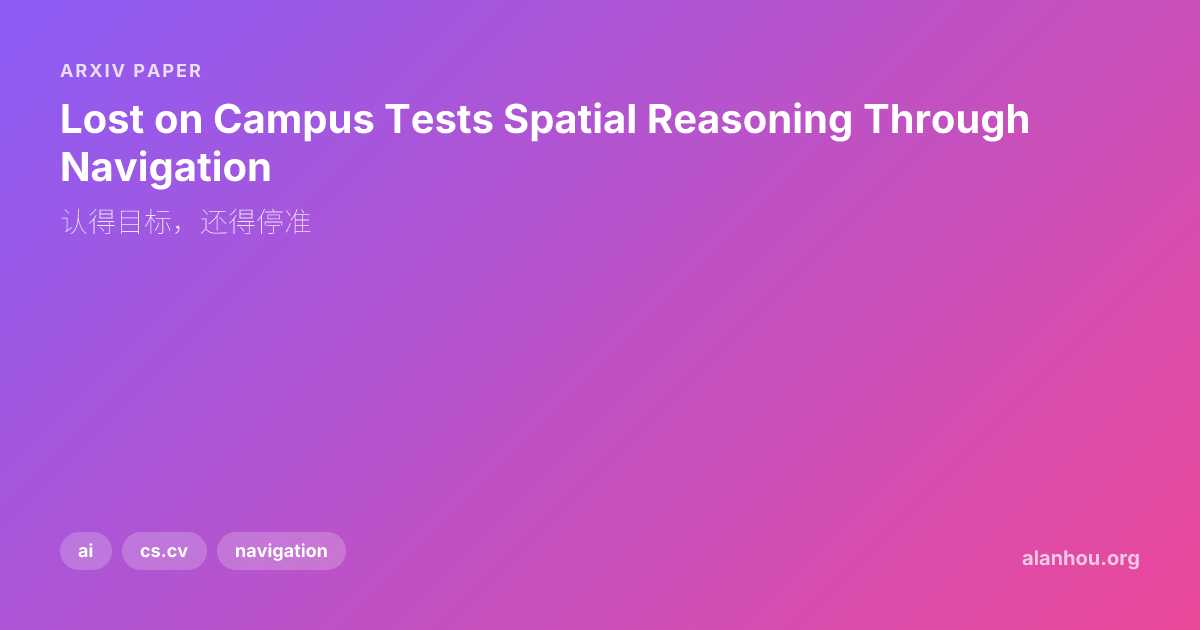 ARXIV PAPER
Lost on Campus Tests Spatial Reasoning Through
Navigation
认得目标，还得停准
ai
cs.cv
navigation
alanhou.org